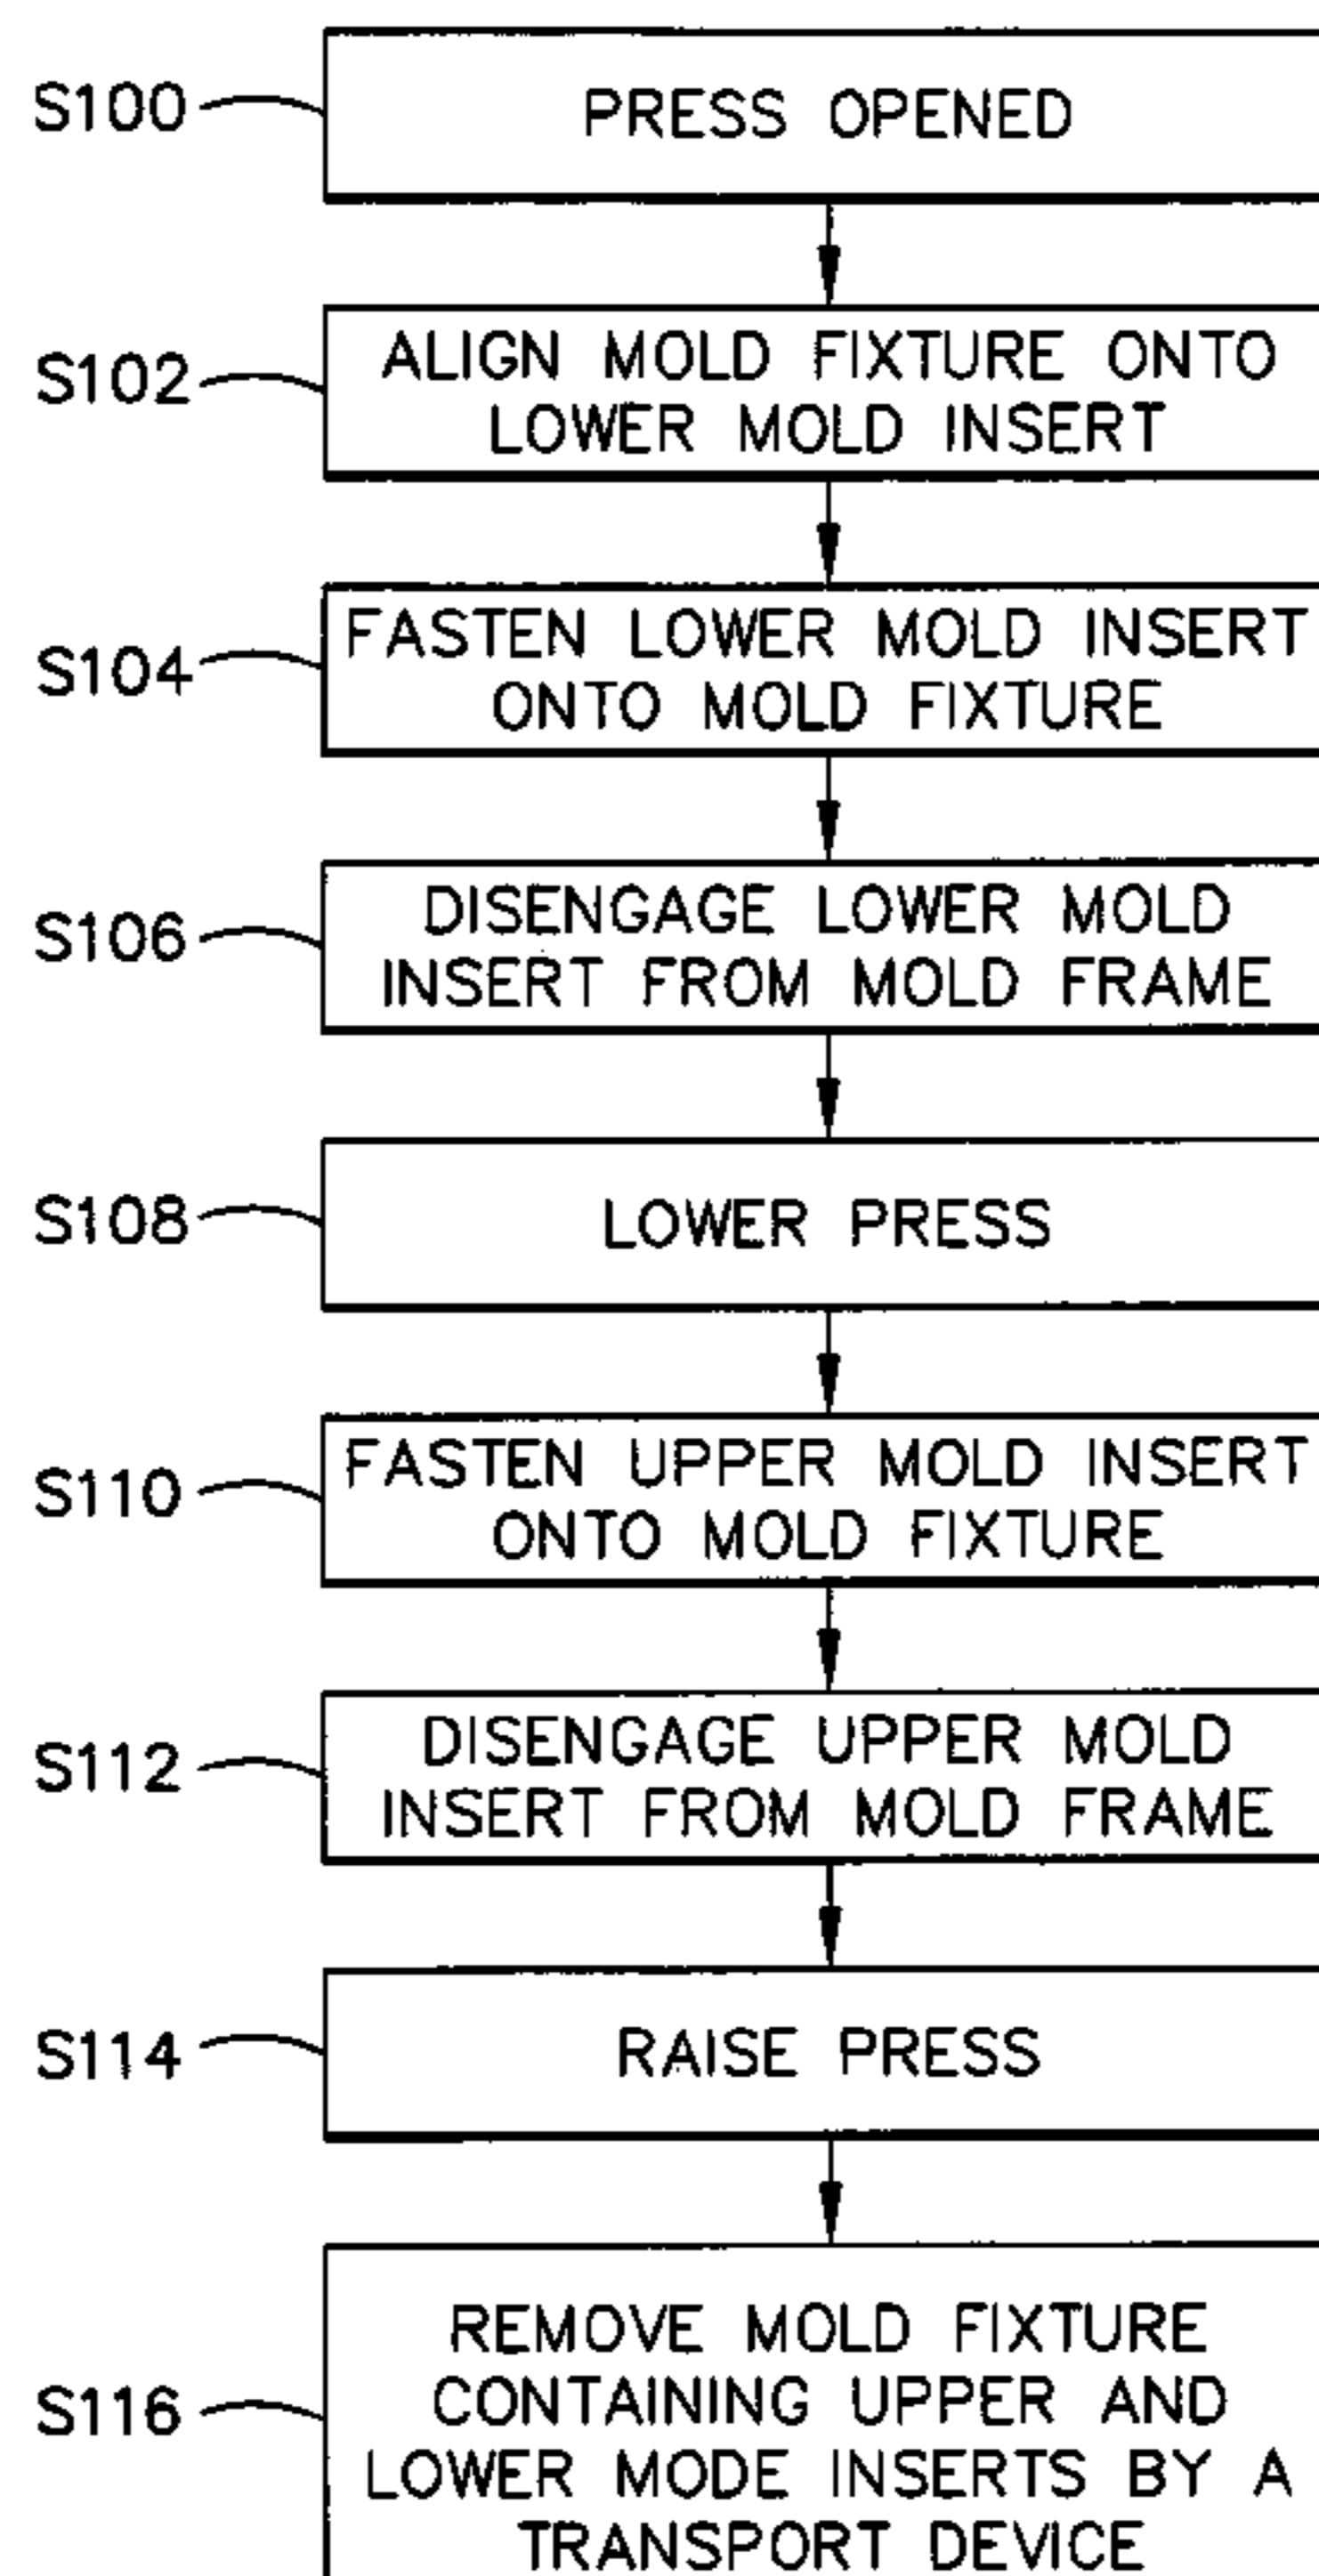 S100
PRESS OPENED
S102
ALIGN MOLD FIXTURE ONTO
LOWER MOLD INSERT
S104
FASTEN LOWER MOLD INSERT
ONTO MOLD FIXTURE
S106
DISENGAGE LOWER MOLD
INSERT FROM MOLD FRAME
S108
LOWER PRESS
S110
FASTEN UPPER MOLD INSERT
ONTO MOLD FIXTURE
S112
DISENGAGE UPPER MOLD
INSERT FROM MOLD FRAME
S114
RAISE PRESS
S116
REMOVE MOLD FIXTURE
CONTAINING UPPER AND
LOWER MODE INSERTS BY A
TRANSPORT DEVICE